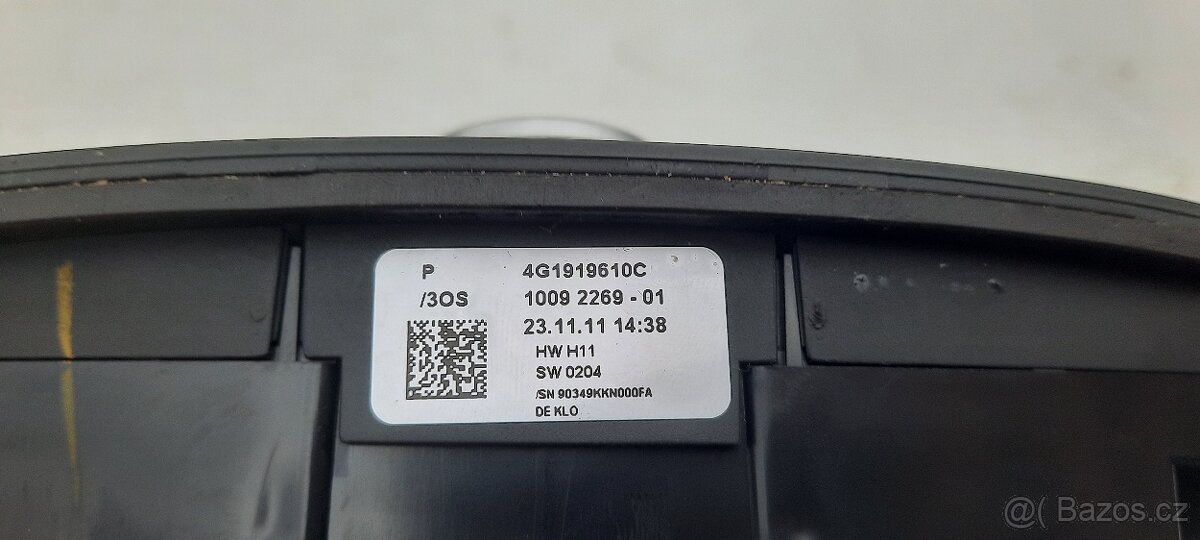 P 4G1919610C
/3OS 1009 2269 - 01
23.11.11 14:38
HW H11
SW 0204
/SN 90349KKN000FA
DE KLO
@( Bazos.cz